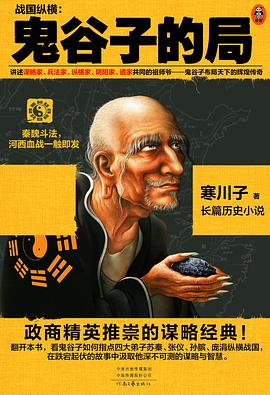 战国纵横：
鬼谷子的局
讲述谋略家、兵法家、纵横家、阴阳家、道家共同的祖师爷——鬼谷子布局天下的辉煌传奇
秦魏斗法，
河西血战一触即发
寒川子 著
长篇历史小说
政商精英推崇的谋略经典！
翻开本书，看鬼谷子如何指点四大弟子苏秦、张仪、孙膑、庞涓纵横战国，
在跌宕起伏的故事中汲取他深不可测的谋略与智慧。